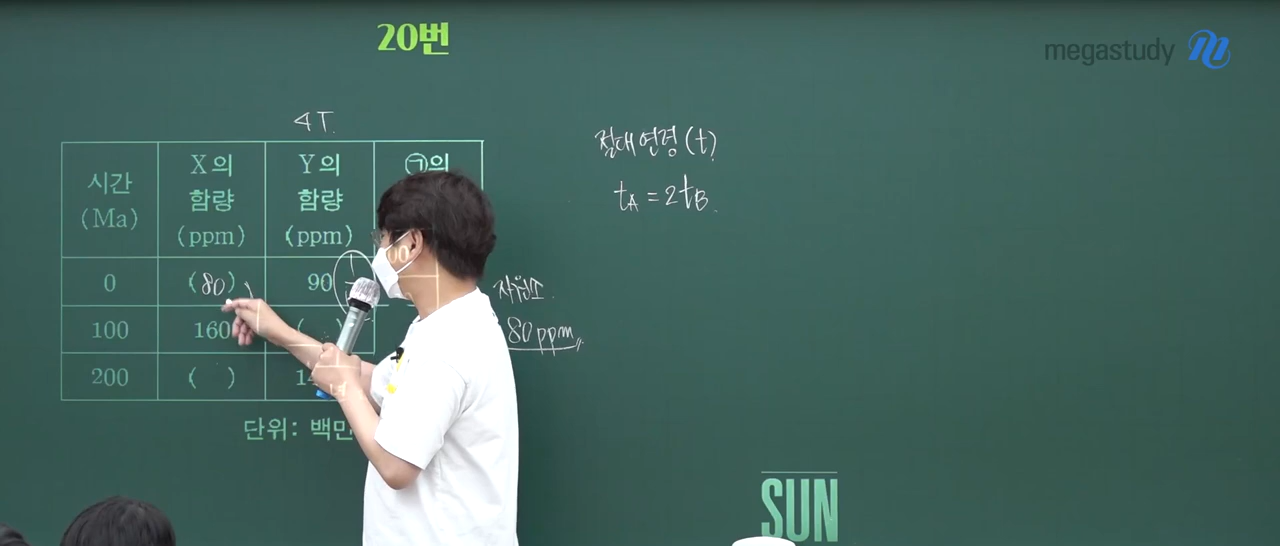 20번
megastudy
4T.
시간
(Ma)
X의
함량
(ppm)
Y의
함량
(ppm)
㉠의
0
(80)
90
100
160
( )
200
( )
단위: 백만
절대연령(t)
tA = 2tB.
자원소.
80ppm
SUN